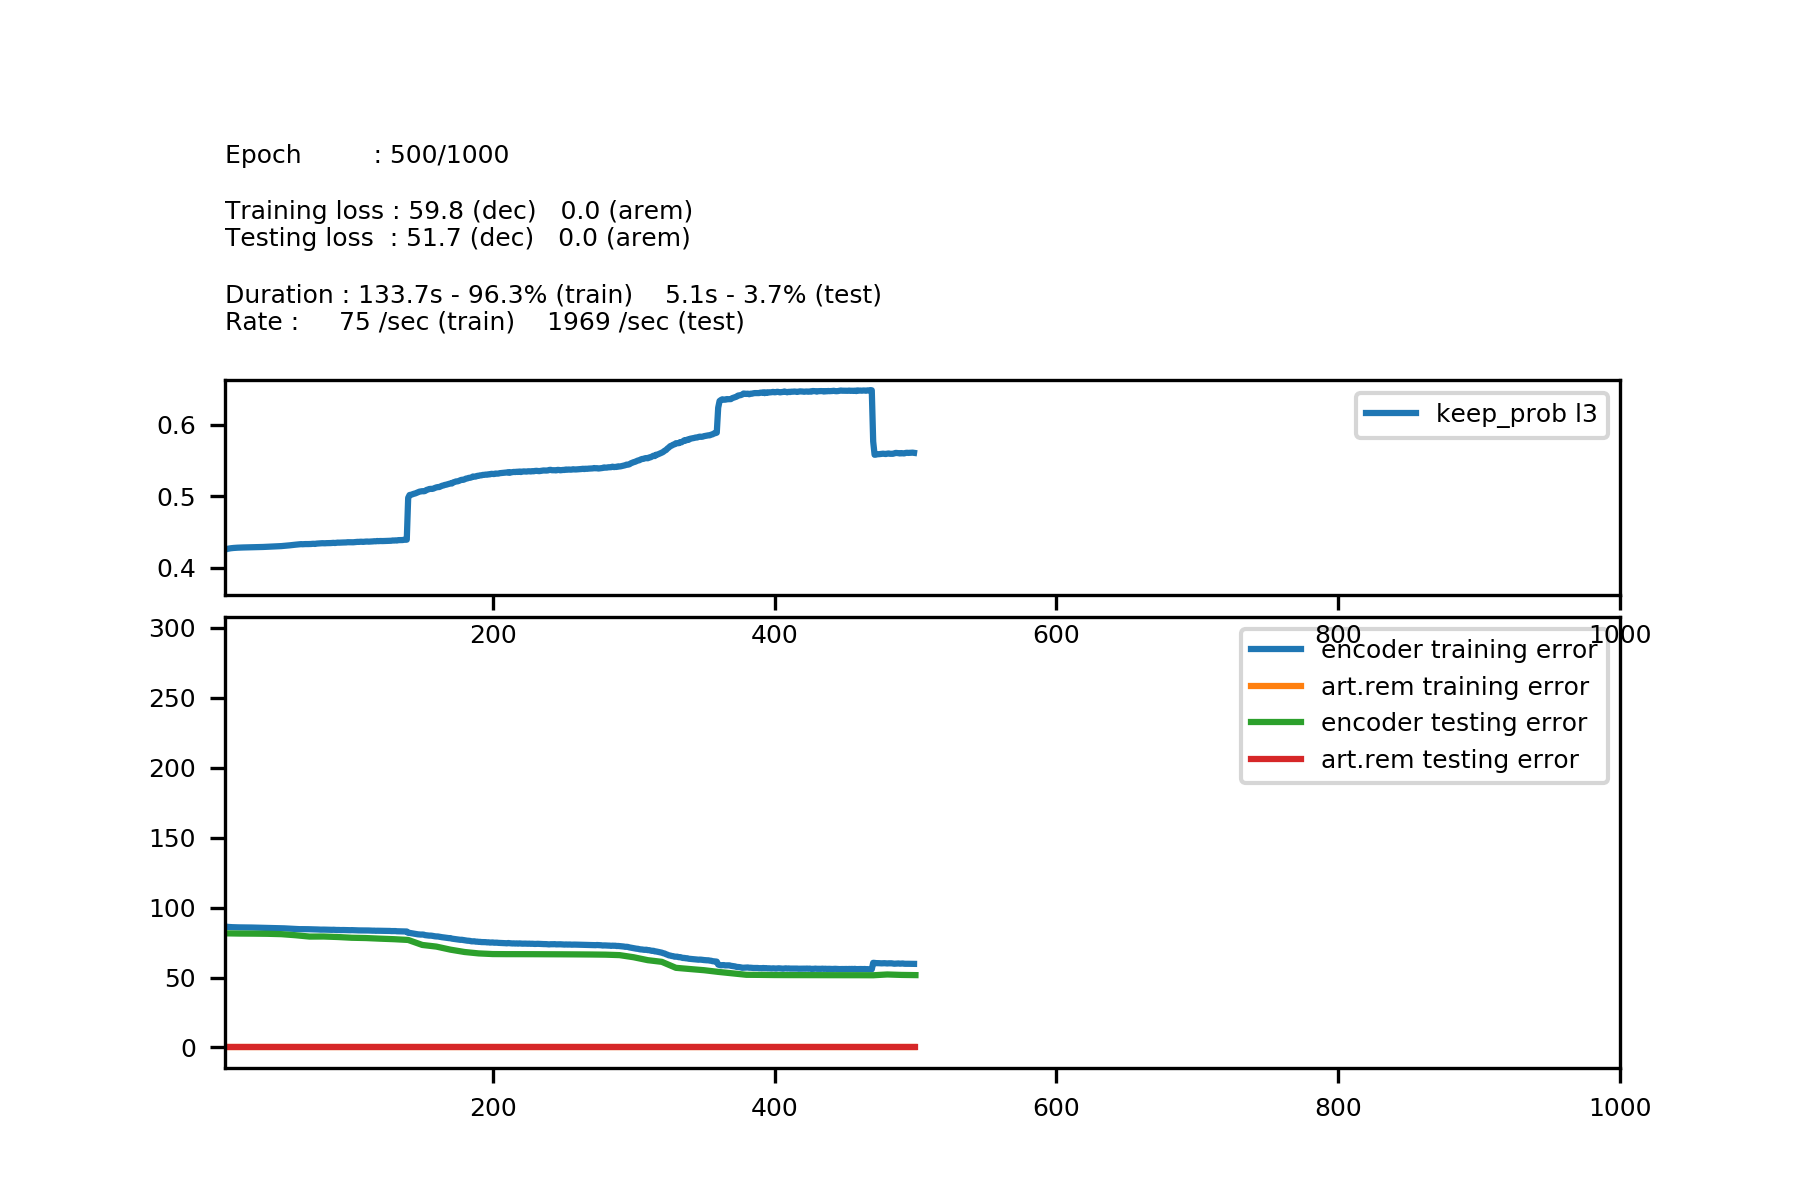 Epoch : 500/1000
Training loss : 59.8 (dec) 0.0 (arem)
Testing loss : 51.7 (dec) 0.0 (arem)
Duration : 133.7s - 96.3% (train) 5.1s - 3.7% (test)
Rate : 75 /sec (train) 1969 /sec (test)
keep_prob l3
0.6
0.5
0.4
200 400 600 800 1000
300
250
200
150
100
50
0
encoder training error
art.rem training error
encoder testing error
art.rem testing error
200 400 600 800 1000